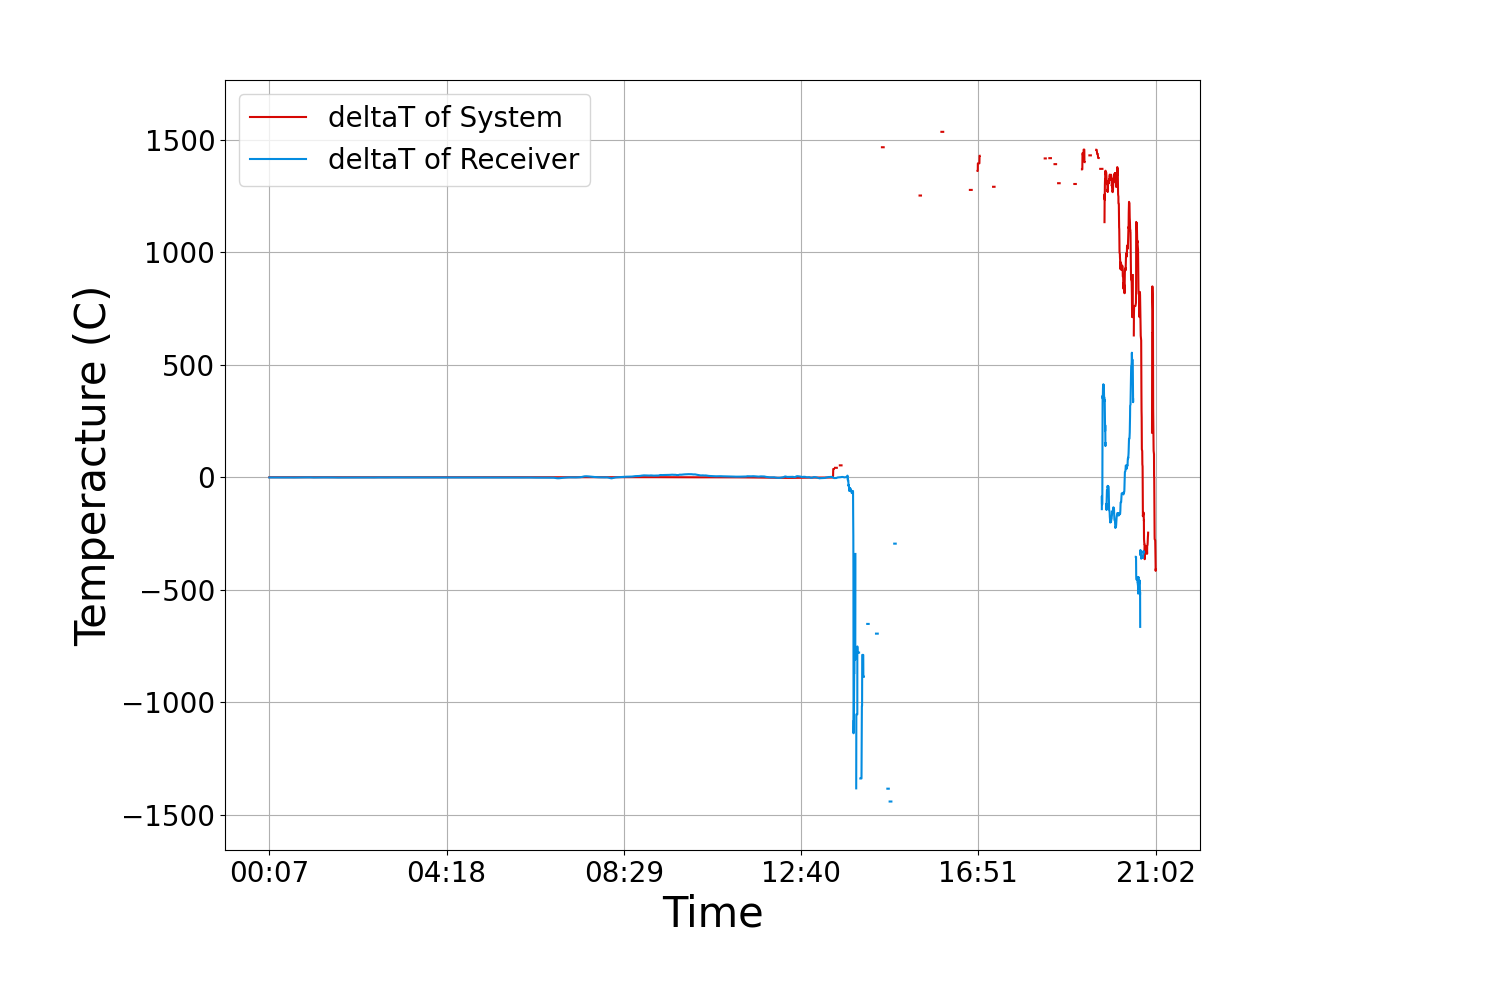 deltaT of System
deltaT of Receiver
1500
1000
500
0
−500
−1000
−1500
Temperacture (C)
00:07 04:18 08:29 12:40 16:51 21:02
Time